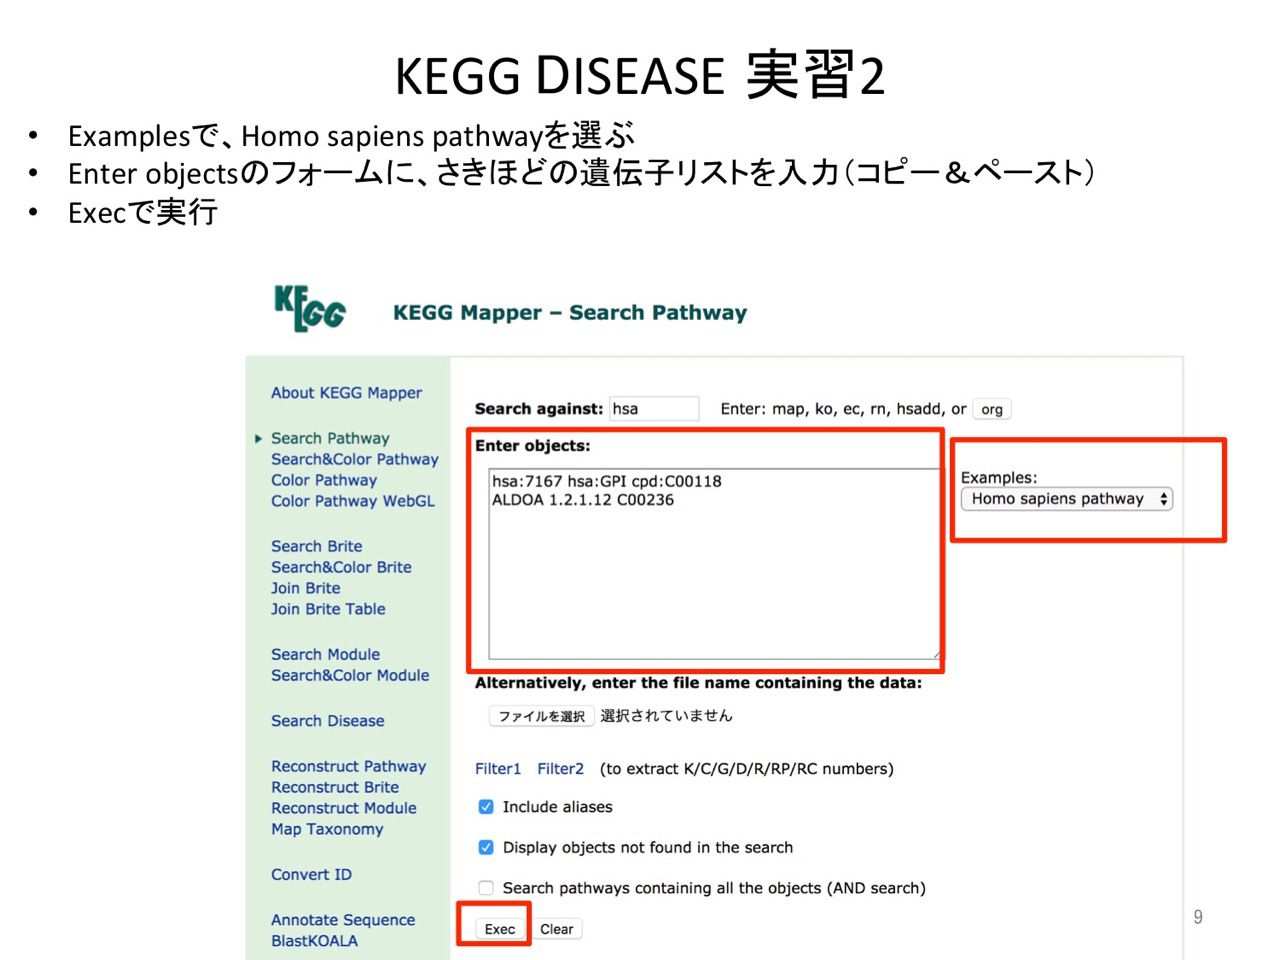 KEGG DISEASE 実習2
• Examplesで、Homo sapiens pathwayを選ぶ
• Enter objectsのフォームに、さきほどの遺伝子リストを入力（コピー＆ペースト）
• Execで実行
KEGG
KEGG Mapper – Search Pathway
About KEGG Mapper
Search Pathway
Search&Color Pathway
Color Pathway
Color Pathway WebGL
Search Brite
Search&Color Brite
Join Brite
Join Brite Table
Search Module
Search&Color Module
Search Disease
Reconstruct Pathway
Reconstruct Brite
Reconstruct Module
Map Taxonomy
Convert ID
Annotate Sequence
BlastKOALA
Search against: hsa Enter: map, ko, ec, rn, hsadd, or org
Enter objects:
hsa:7167 hsa:GPI cpd:C00118
ALDOA 1.2.1.12 C00236
Examples:
Homo sapiens pathway
Alternatively, enter the file name containing the data:
ファイルを選択 選択されていません
Filter1 Filter2 (to extract K/C/G/D/R/RP/RC numbers)
Include aliases
Display objects not found in the search
Search pathways containing all the objects (AND search)
Exec Clear
9